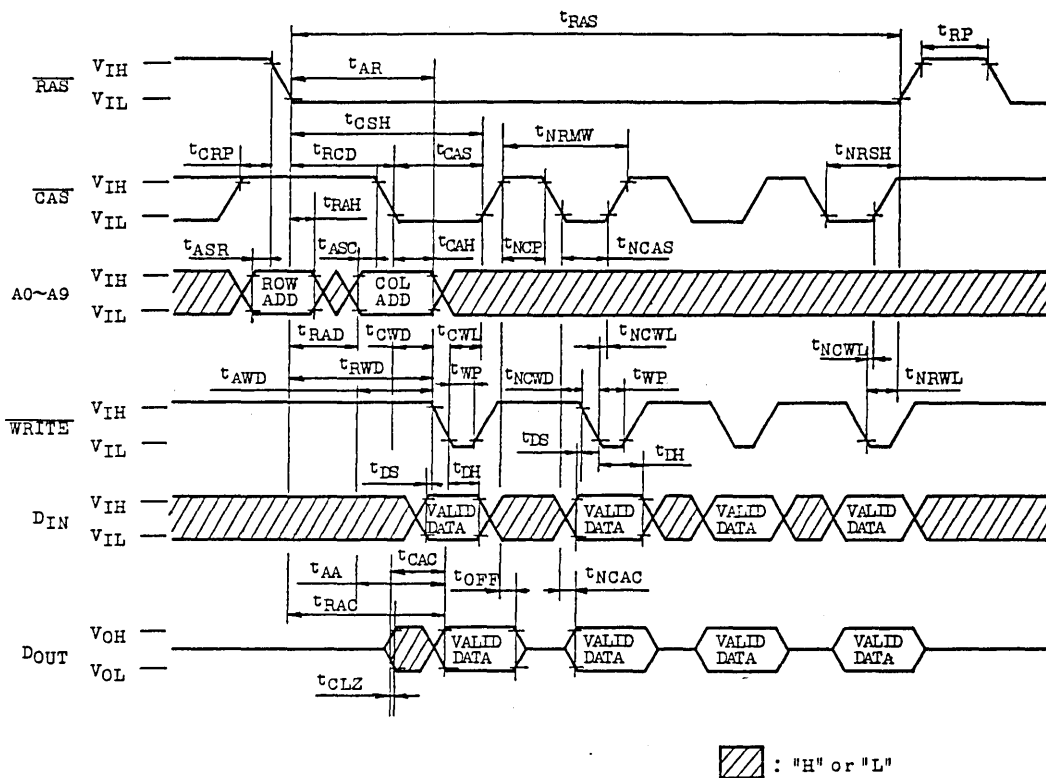 tRAS
tRP
VIH
RAS
VIL
tAR
tCSH
tNRMW
tCRP
tRCD
tCAS
tNRSH
VIH
CAS
VIL
tRAH
tASR
tASC
tCAH
tNCP
tNCAS
VIH
A0~A9
VIL
ROW ADD
COL ADD
tRAD
tCWD
tCWL
tNCWL
tNCWL
tRWD
tWP
tNCWD
tWP
tNRWL
tAWD
VIH
WRITE
VIL
tDS
tDH
tDS
tDH
VIH
DIN
VIL
VALID DATA
VALID DATA
VALID DATA
VALID DATA
tCAC
tAA
tOFF
tNCAC
tRAC
VOH
DOUT
VOL
VALID DATA
VALID DATA
VALID DATA
VALID DATA
tCLZ
: "H" or "L"